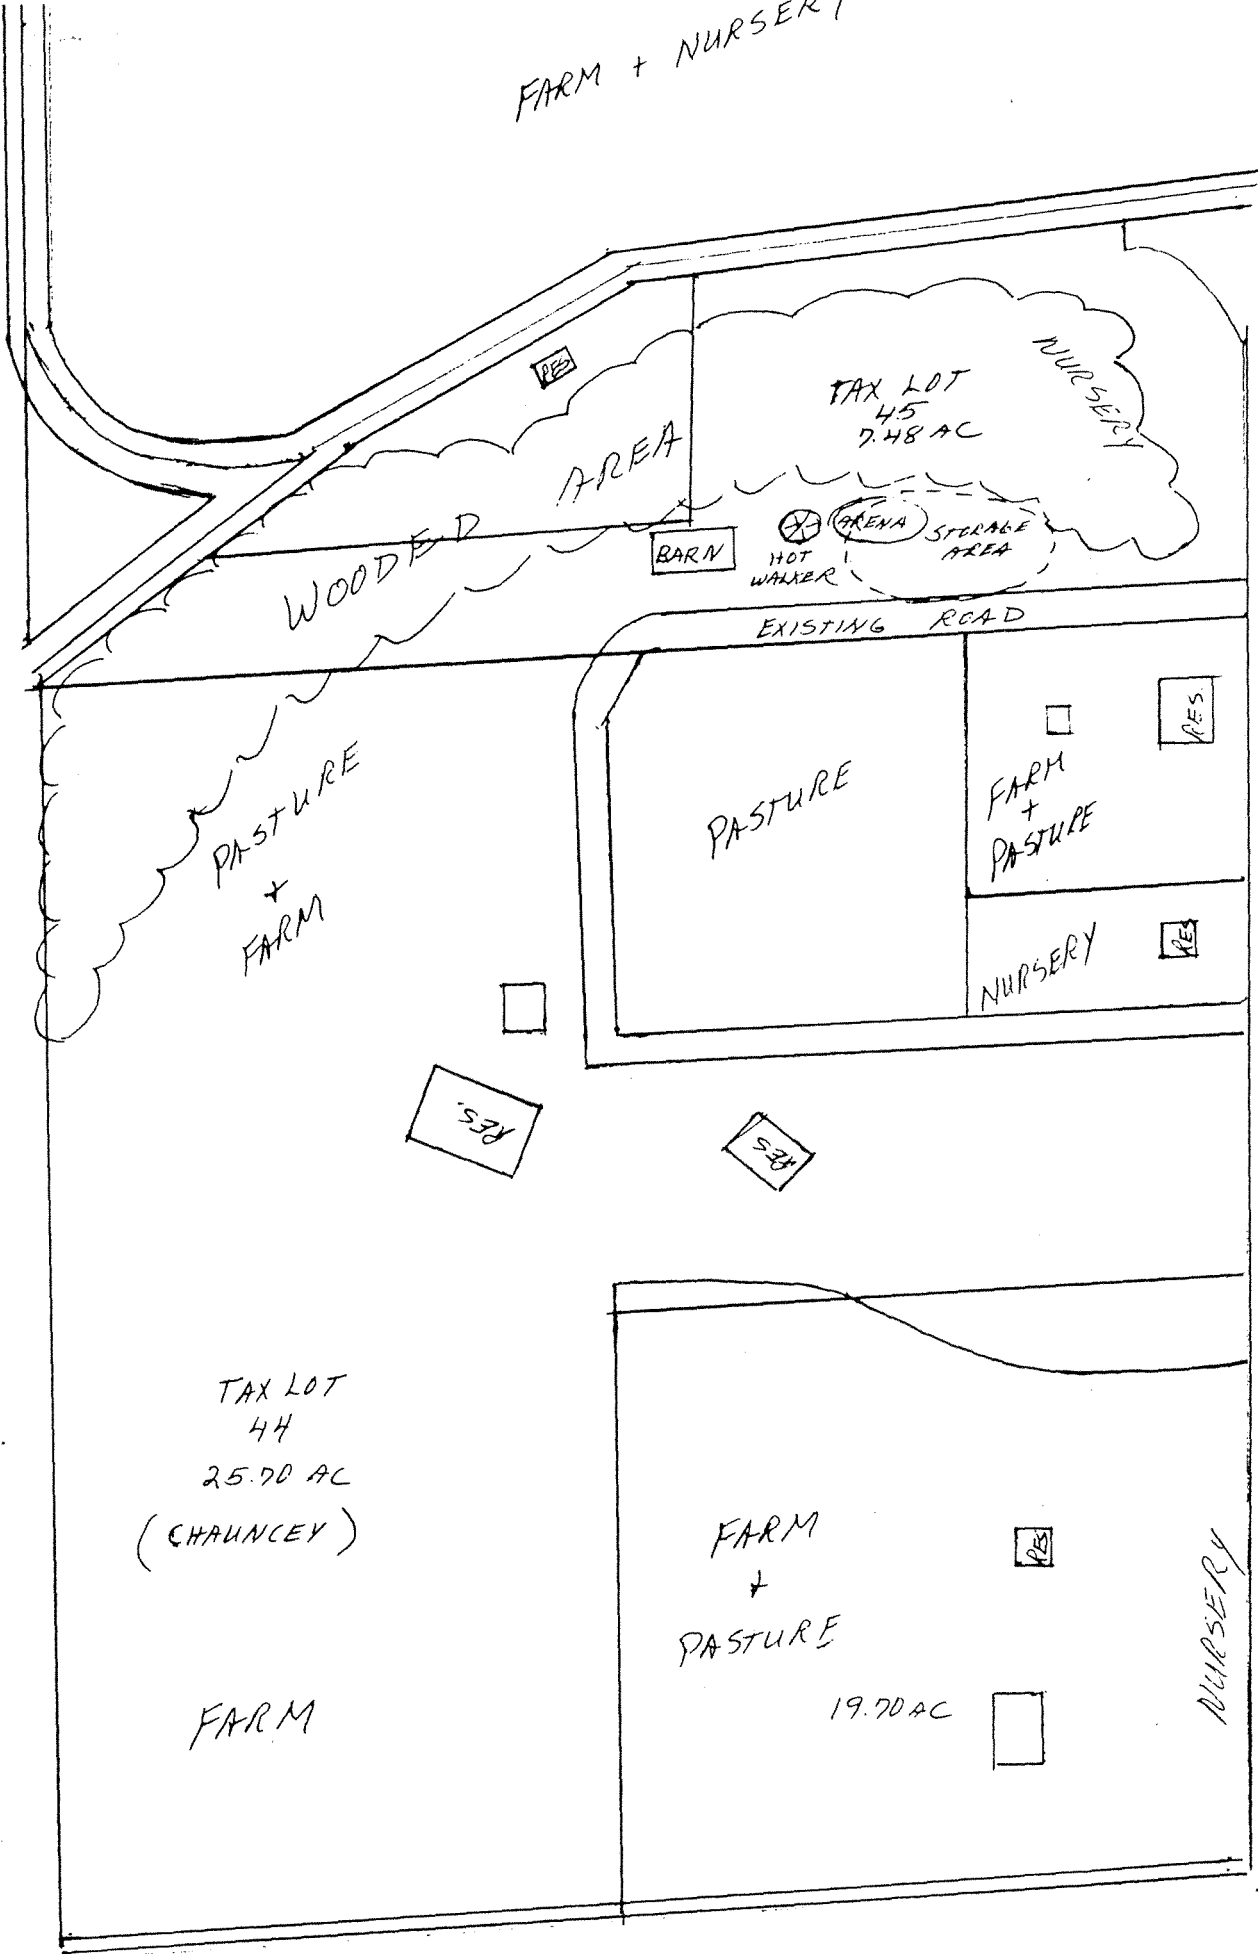 FARM + NURSERY
RES
NURSERY
TAX LOT
45
7.48 AC
WOODED AREA
BARN
HOT
WALKER
ARENA
STORAGE
AREA
EXISTING ROAD
PASTURE
+
FARM
PASTURE
FARM
+
PASTURE
RES.
NURSERY
RES
RES.
RES
TAX LOT
44
25.70 AC
(CHAUNCEY)
FARM
FARM
+
PASTURE
19.70 AC
RES
NURSERY